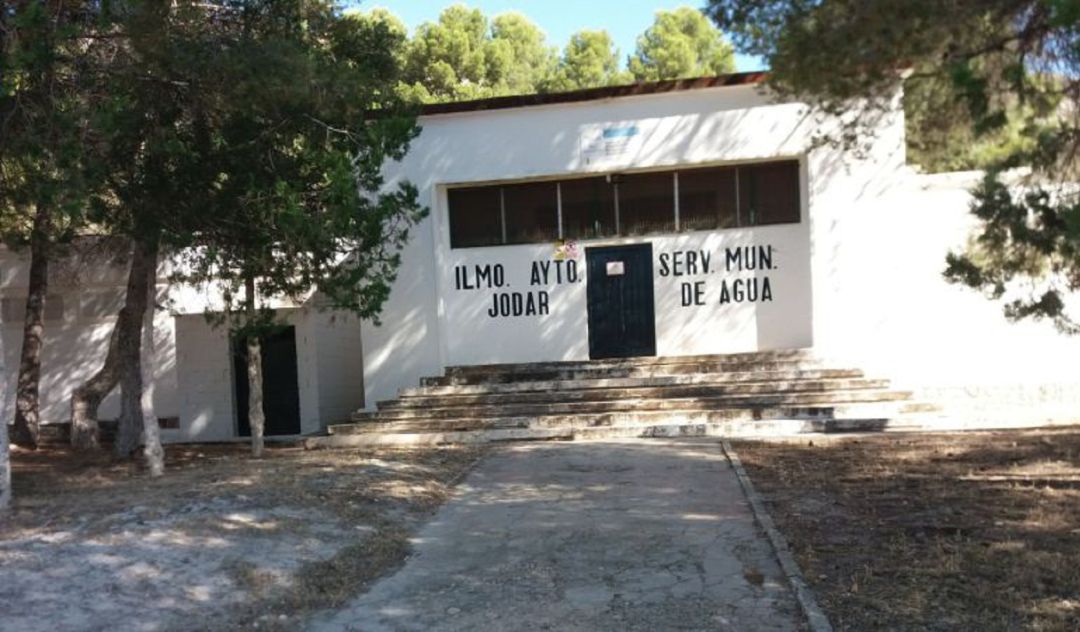 ILMO. AYTO.
JODAR
SERV. MUN.
DE AGUA